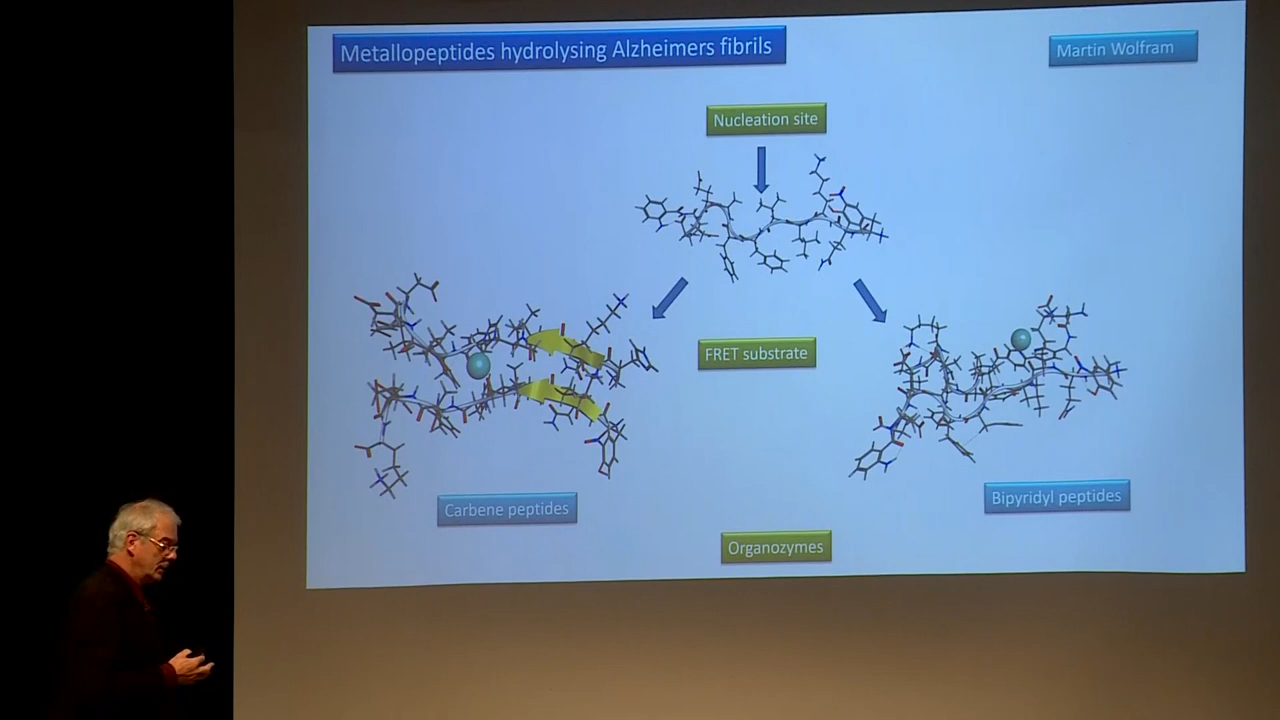 Metallopeptides hydrolysing Alzheimers fibrils
Martin Wolfram
Nucleation site
FRET substrate
Carbene peptides
Bipyridyl peptides
Organozymes